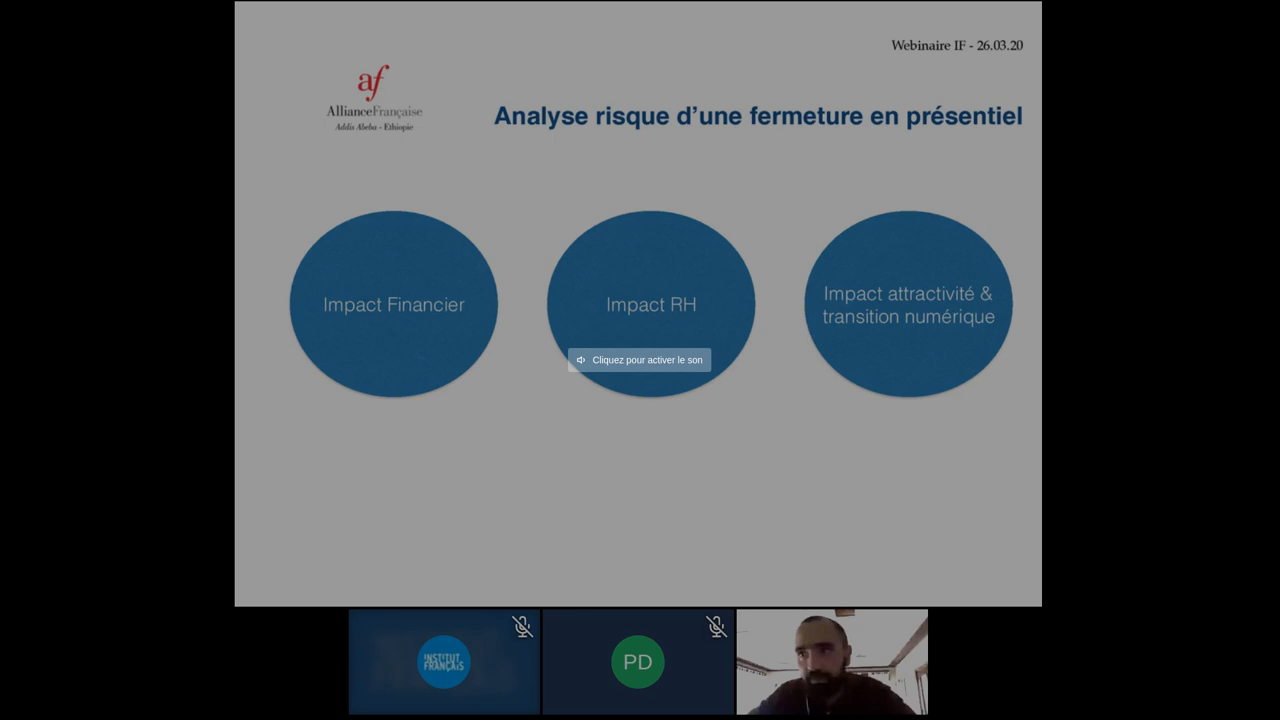 Webinaire IF - 26.03.20
af
AllianceFrançaise
Addis Abeba - Ethiopie
Analyse risque d'une fermeture en présentiel
Impact Financier
Impact RH
Impact attractivité &
transition numérique
Cliquez pour activer le son
INSTITUT
FRANÇAIS
PD